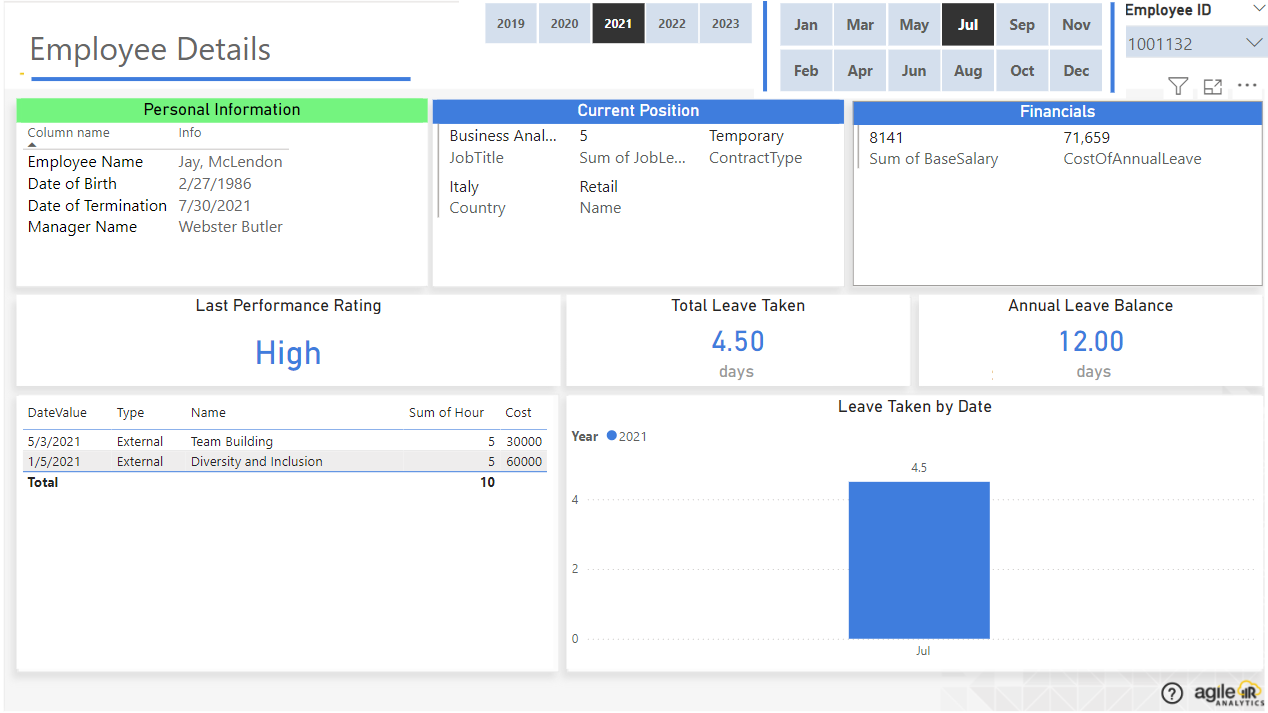 Employee Details
2019 2020 2021 2022 2023
Jan Mar May Jul Sep Nov
Feb Apr Jun Aug Oct Dec
Employee ID
1001132
Personal Information
Column name Info
Employee Name Jay, McLendon
Date of Birth 2/27/1986
Date of Termination 7/30/2021
Manager Name Webster Butler
Current Position
Business Anal... 5 Temporary
JobTitle Sum of JobLe... ContractType
Italy Retail
Country Name
Financials
8141 71,659
Sum of BaseSalary CostOfAnnualLeave
Last Performance Rating
High
Total Leave Taken
4.50
days
Annual Leave Balance
12.00
days
DateValue Type Name Sum of Hour Cost
5/3/2021 External Team Building 5 30000
1/5/2021 External Diversity and Inclusion 5 60000
Total 10
Leave Taken by Date
Year 2021
4.5
4
2
0
Jul
? agile HR
ANALYTICS